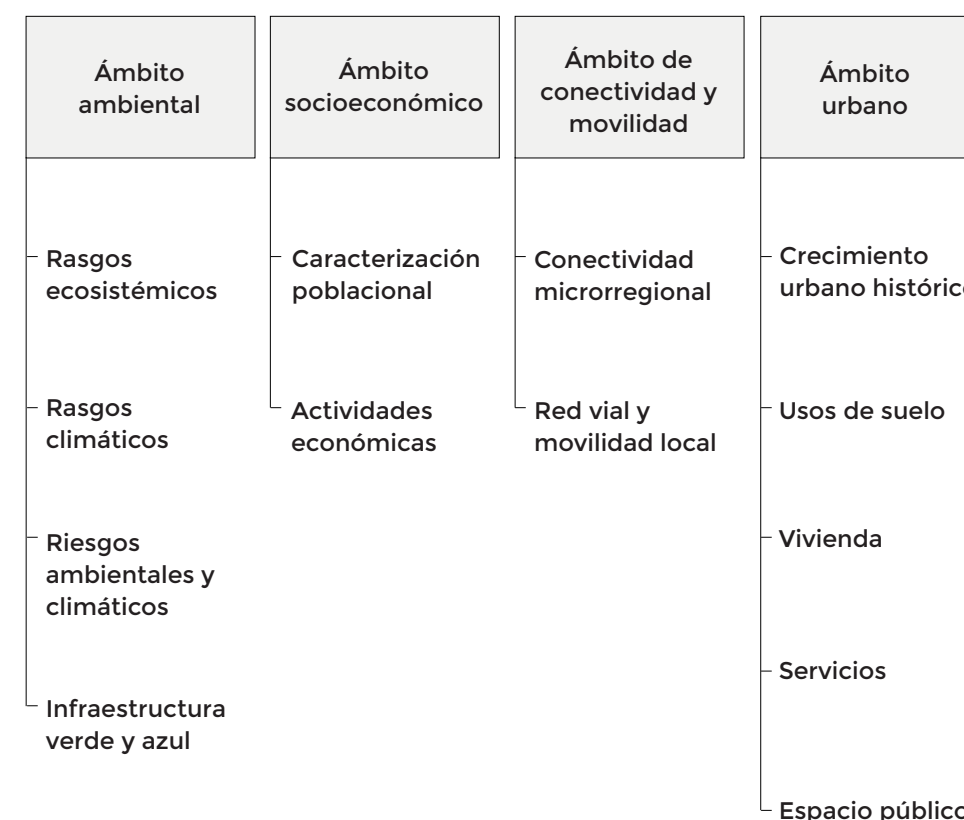 Ámbito
ambiental
Rasgos
ecosistémicos
Rasgos
climáticos
Riesgos
ambientales y
climáticos
Infraestructura
verde y azul
Ámbito
socioeconómico
Caracterización
poblacional
Actividades
económicas
Ámbito de
conectividad y
movilidad
Conectividad
microrregional
Red vial y
movilidad local
Ámbito
urbano
Crecimiento
urbano histórico
Usos de suelo
Vivienda
Servicios
Espacio público